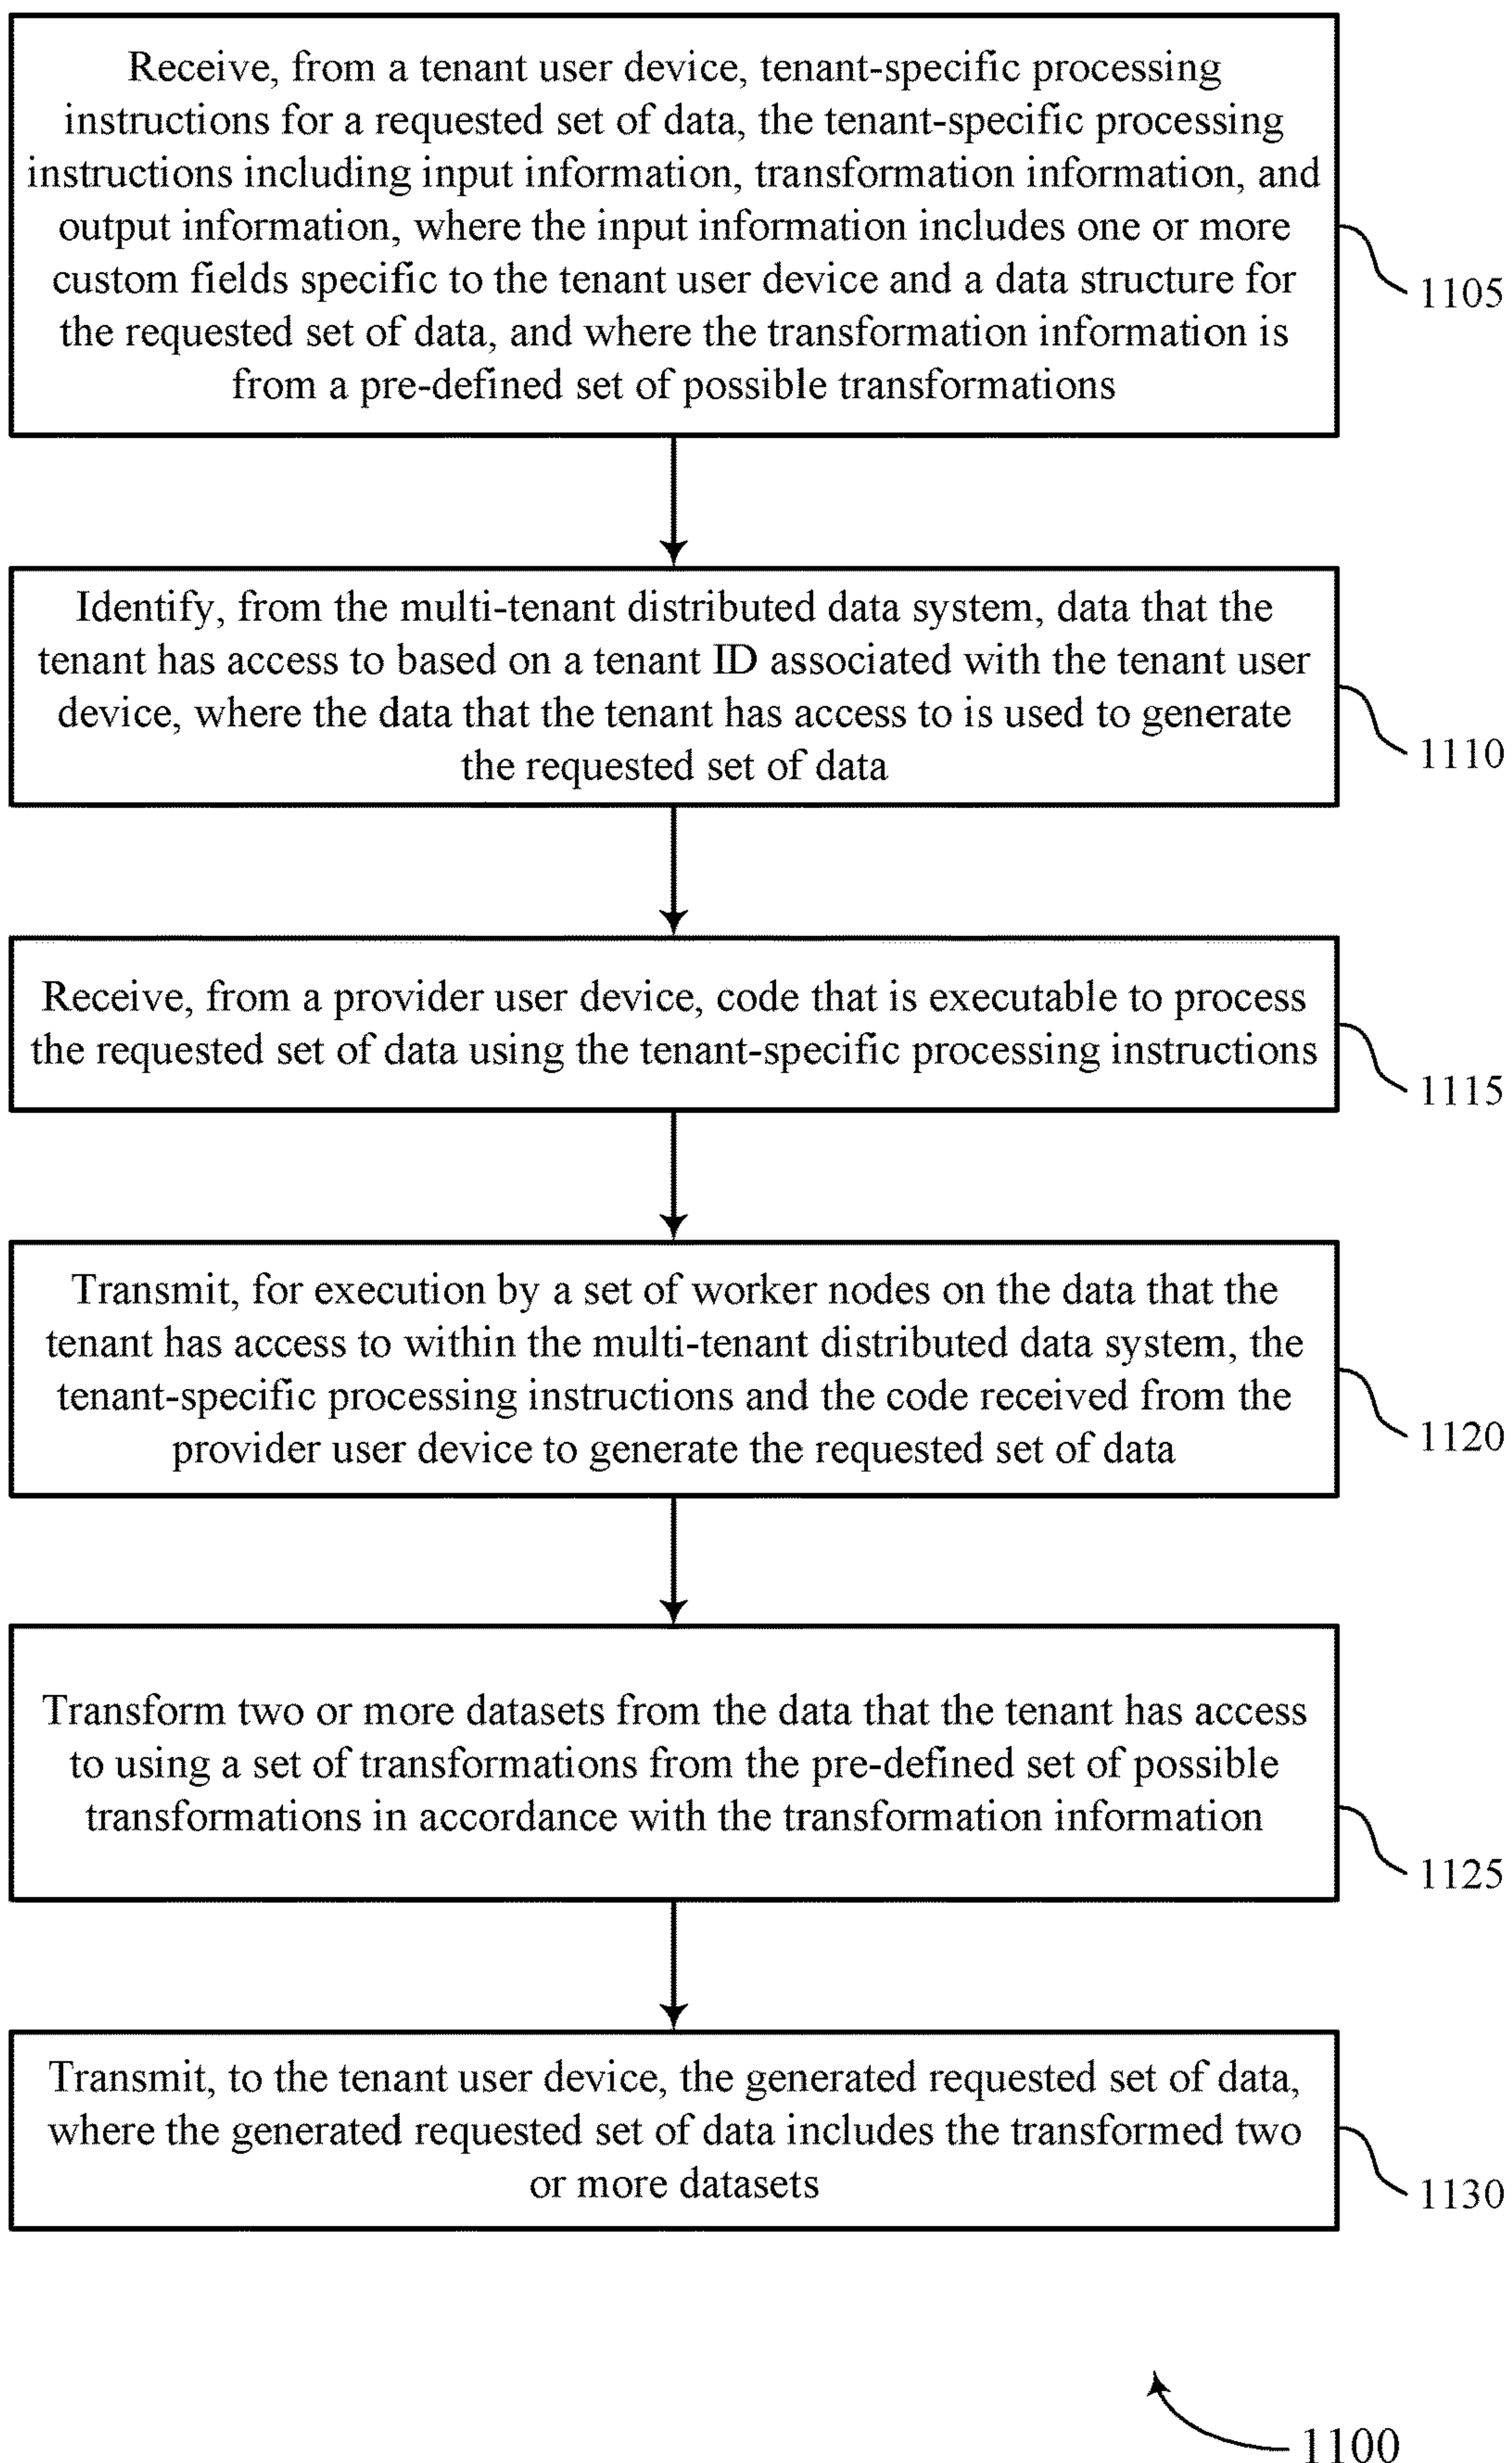 Receive, from a tenant user device, tenant-specific processing
instructions for a requested set of data, the tenant-specific processing
instructions including input information, transformation information, and
output information, where the input information includes one or more
custom fields specific to the tenant user device and a data structure for
the requested set of data, and where the transformation information is
from a pre-defined set of possible transformations
1105
Identify, from the multi-tenant distributed data system, data that the
tenant has access to based on a tenant ID associated with the tenant user
device, where the data that the tenant has access to is used to generate
the requested set of data
1110
Receive, from a provider user device, code that is executable to process
the requested set of data using the tenant-specific processing instructions
1115
Transmit, for execution by a set of worker nodes on the data that the
tenant has access to within the multi-tenant distributed data system, the
tenant-specific processing instructions and the code received from the
provider user device to generate the requested set of data
1120
Transform two or more datasets from the data that the tenant has access
to using a set of transformations from the pre-defined set of possible
transformations in accordance with the transformation information
1125
Transmit, to the tenant user device, the generated requested set of data,
where the generated requested set of data includes the transformed two
or more datasets
1130
1100